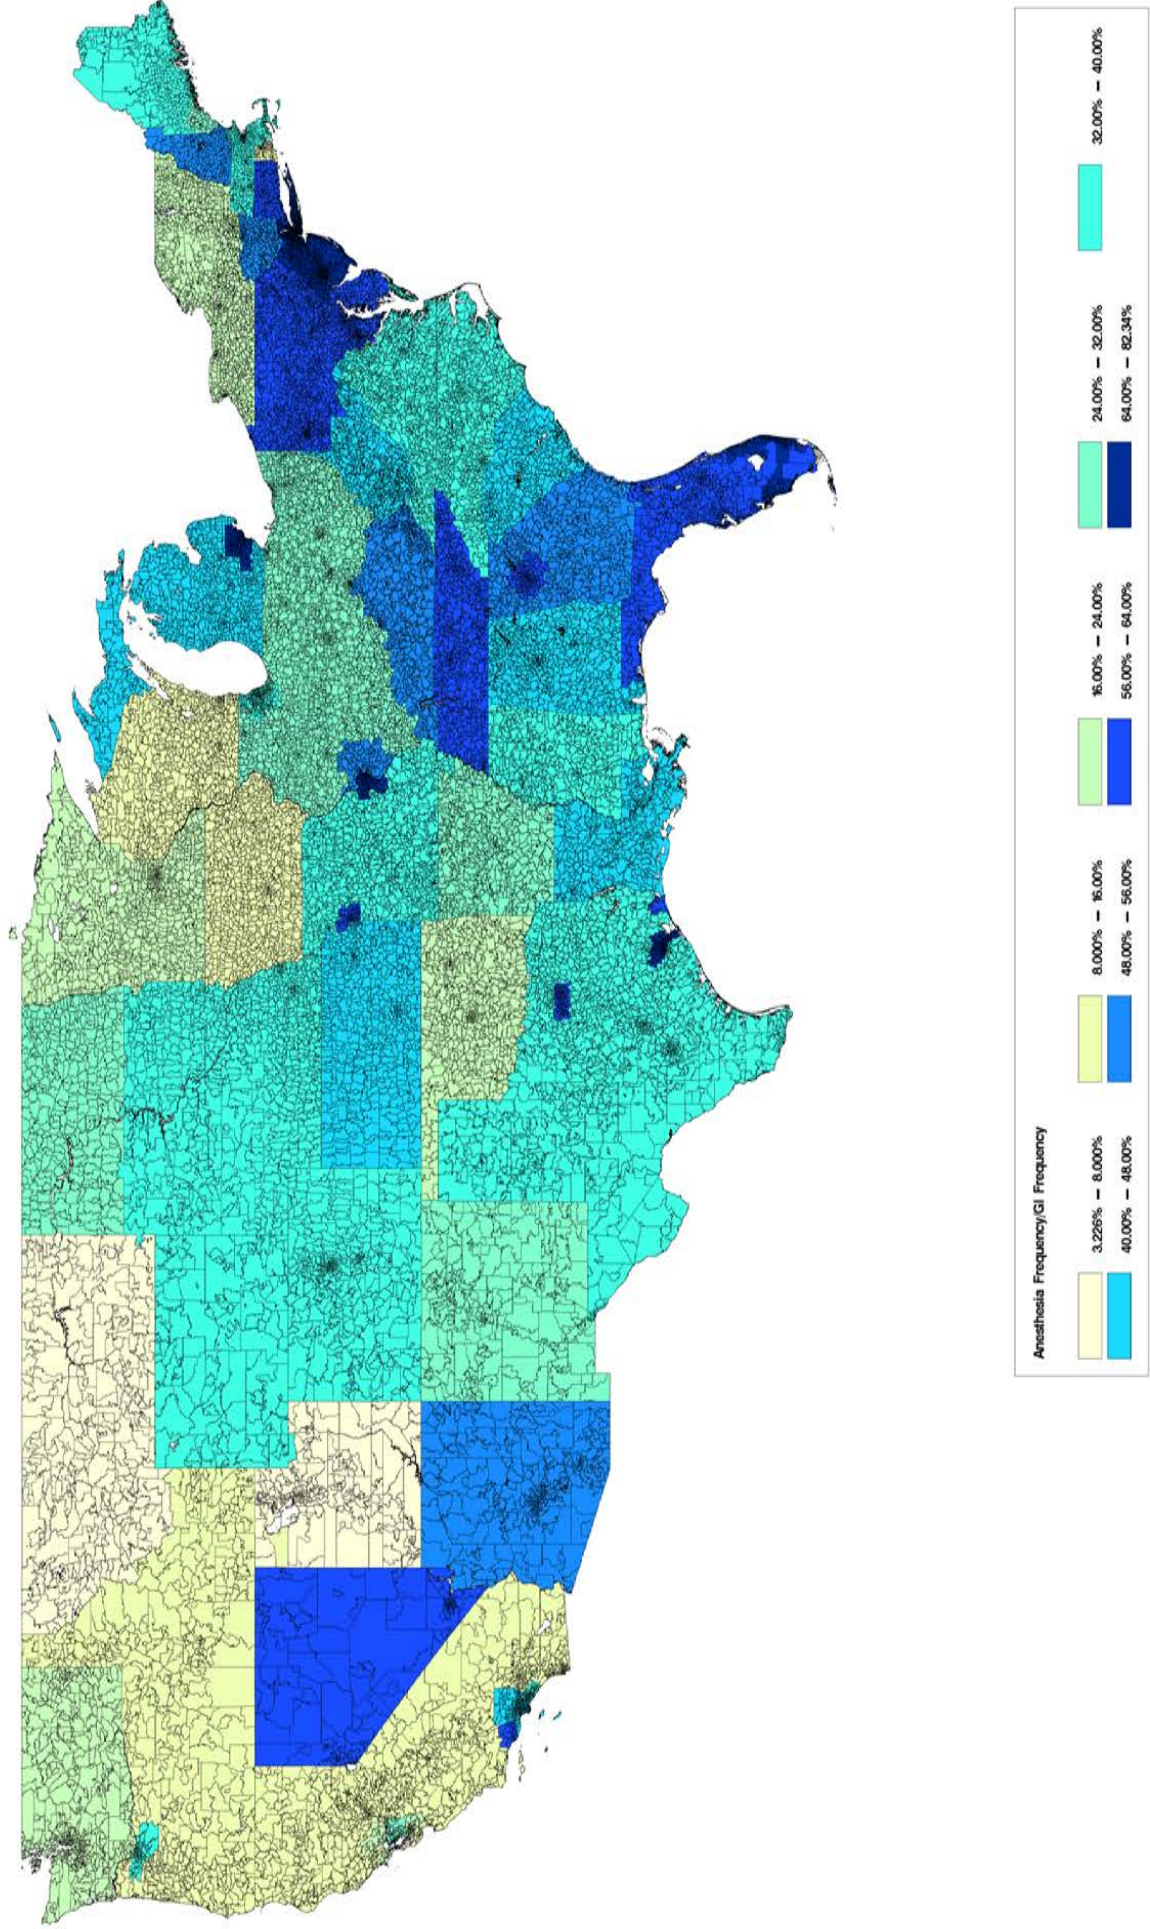 Anesthesia Frequency/GI Frequency
3.226% – 8.000%
8.000% – 16.00%
16.00% – 24.00%
24.00% – 32.00%
32.00% – 40.00%
40.00% – 48.00%
48.00% – 56.00%
56.00% – 64.00%
64.00% – 82.34%